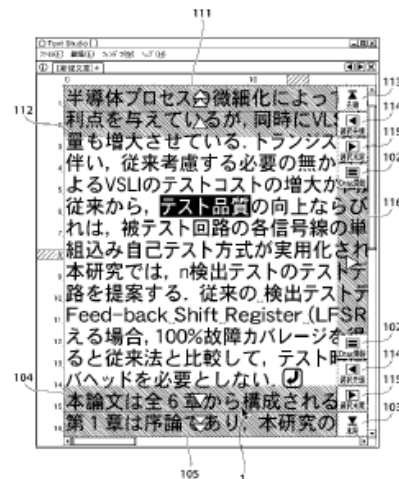 111
Text Studio [ ]
[新規文章]*
0 10
半導体プロセスの微細化によって
利点を与えているが, 同時にVLS
量も増大させている. トランジス
伴い, 従来考慮する必要の無か
よるVLSIのテストコストの増大が
従来から, テスト品質の向上ならび
れは, 被テスト回路の各信号線の単
組込み自己テスト方式が実用化され
本研究では, n検出テストのテストデ
路を提案する. 従来の 検出テストデ
Feed-back Shift Register (LFSR
える場合, 100%故障カバレージを得
ると従来法と比較して, テスト時
バヘッドを必要としない.
本論文は全6章から構成される
第1章は序論であり, 本研究の
112
104
105
1
113
114
115
102
116
102
114
115
103